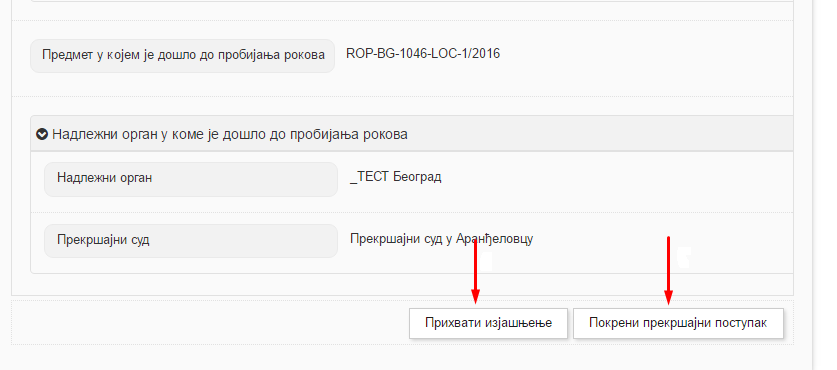 Предмет у којем је дошло до пробијања рокова ROP-BG-1046-LOC-1/2016
Надлежни орган у коме је дошло до пробијања рокова
Надлежни орган _ТЕСТ Београд
Прекршајни суд Прекршајни суд у Аранђеловцу
Прихвати изјашњење Покрени прекршајни поступак